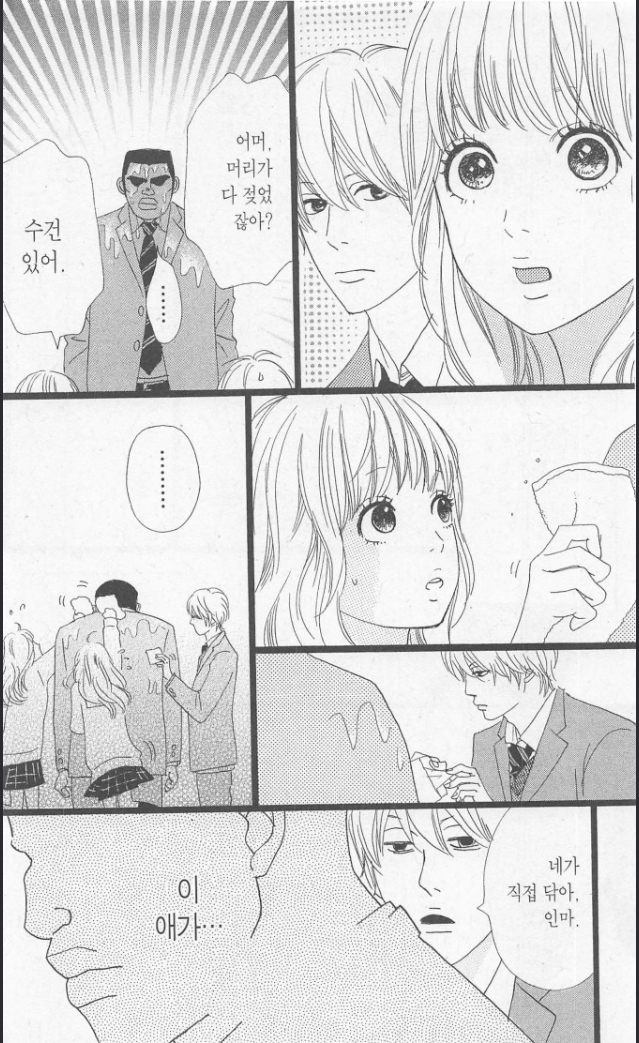 어머,
머리가
다 젖었
잖아?
수건
있어.
……
……
네가
직접 닦아,
인마.
이
애가…